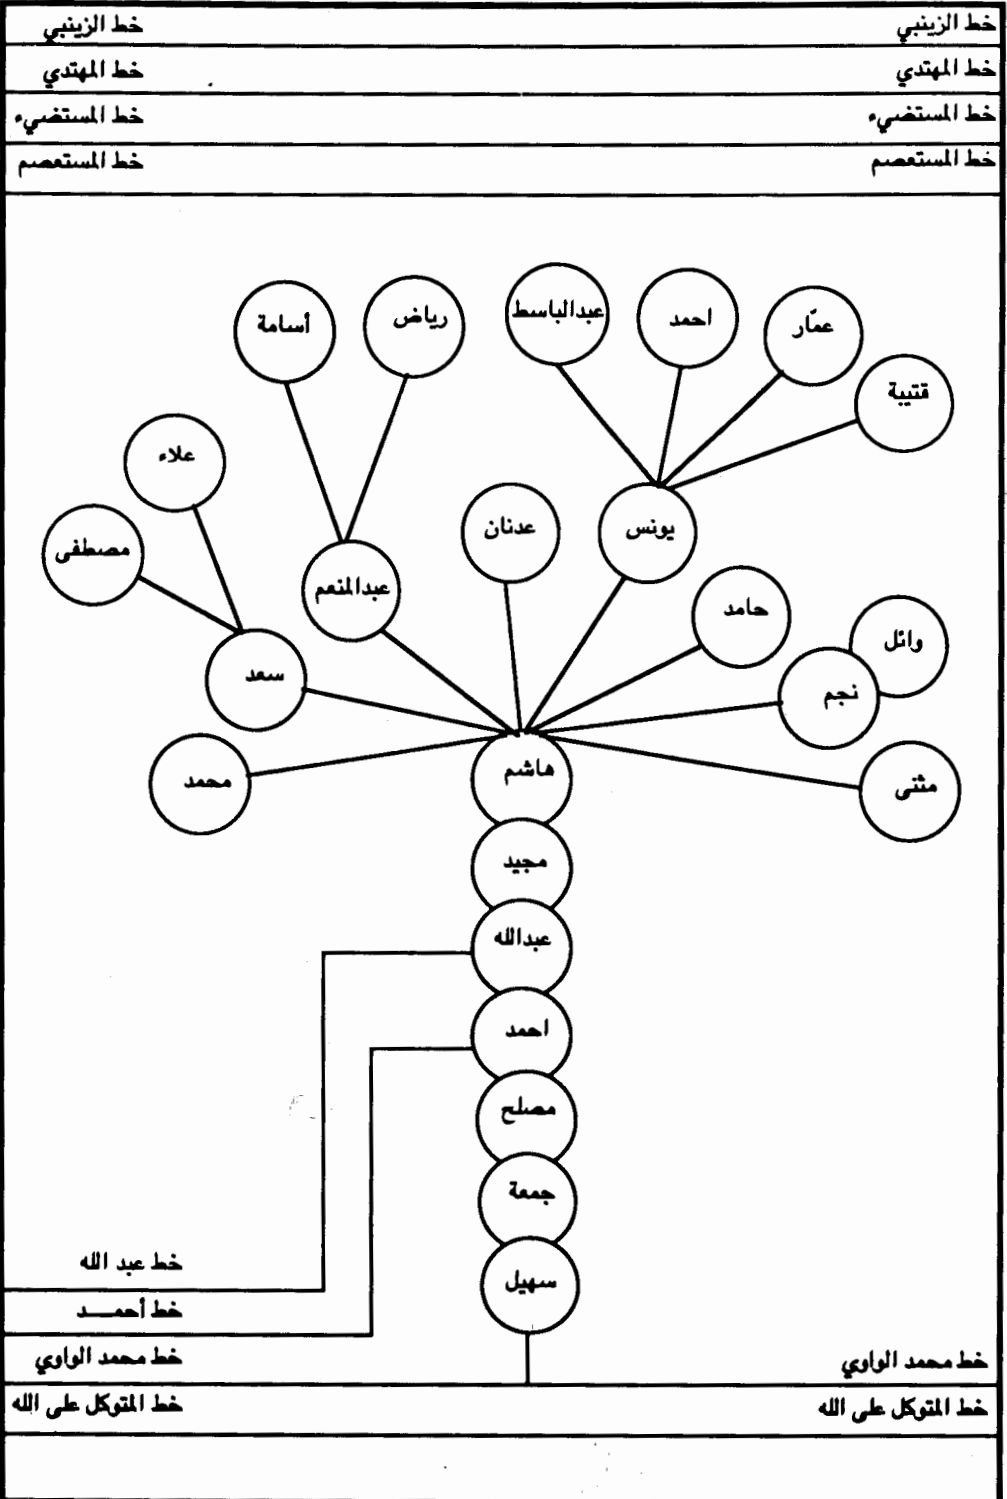 خط الزينبي خط الزينبي
خط المهتدي خط المهتدي
خط المستضيء خط المستضيء
خط المستعصم خط المستعصم
عبدالباسط
احمد
عمّار
قتيبة
رياض
أسامة
علاء
مصطفى
يونس
عدنان
عبدالمنعم
حامد
وائل
نجم
سعد
مثنى
محمد
هاشم
مجيد
عبدالله
احمد
مصلح
جمعة
سهيل
خط عبد الله
خط أحمـــد
خط محمد الواوي خط محمد الواوي
خط المتوكل على الله خط المتوكل على الله